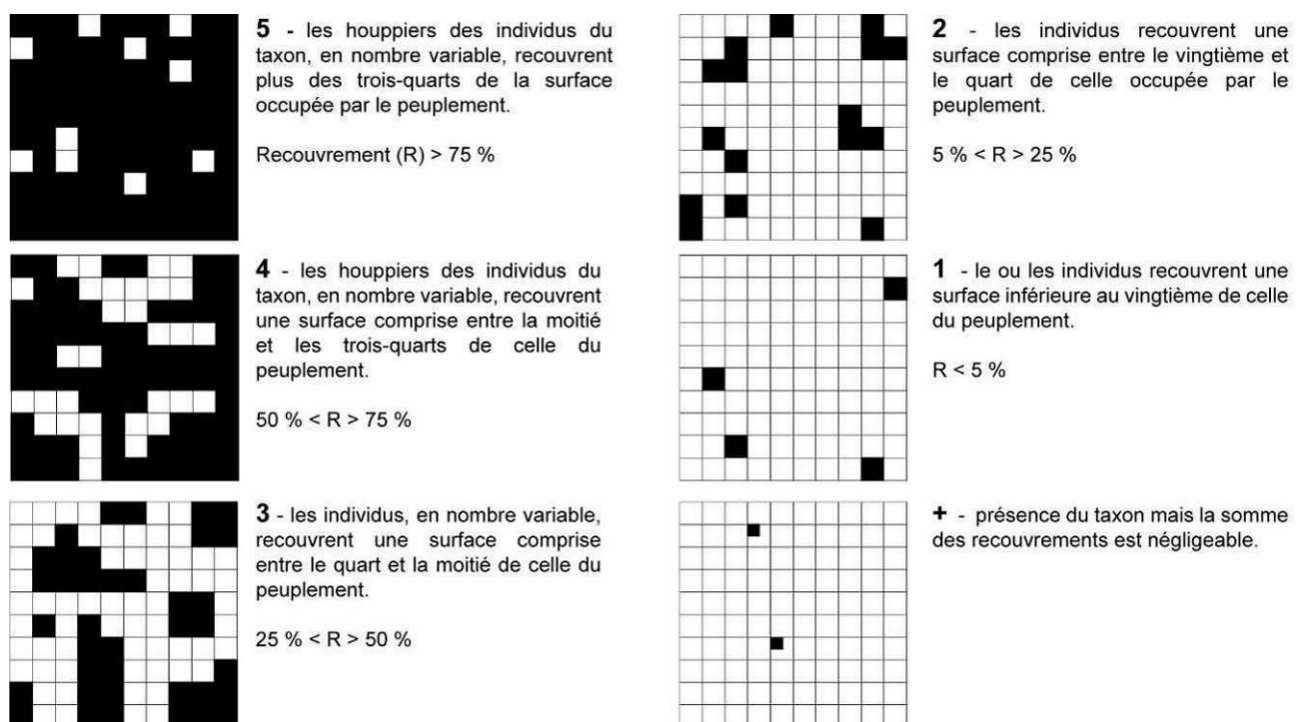 5 - les houppiers des individus du
taxon, en nombre variable, recouvrent
plus des trois-quarts de la surface
occupée par le peuplement.
Recouvrement (R) > 75 %
4 - les houppiers des individus du
taxon, en nombre variable, recouvrent
une surface comprise entre la moitié
et les trois-quarts de celle du
peuplement.
50 % < R > 75 %
3 - les individus, en nombre variable,
recouvrent une surface comprise
entre le quart et la moitié de celle du
peuplement.
25 % < R > 50 %
2 - les individus recouvrent une
surface comprise entre le vingtième et
le quart de celle occupée par le
peuplement.
5 % < R > 25 %
1 - le ou les individus recouvrent une
surface inférieure au vingtième de celle
du peuplement.
R < 5 %
+ - présence du taxon mais la somme
des recouvrements est négligeable.